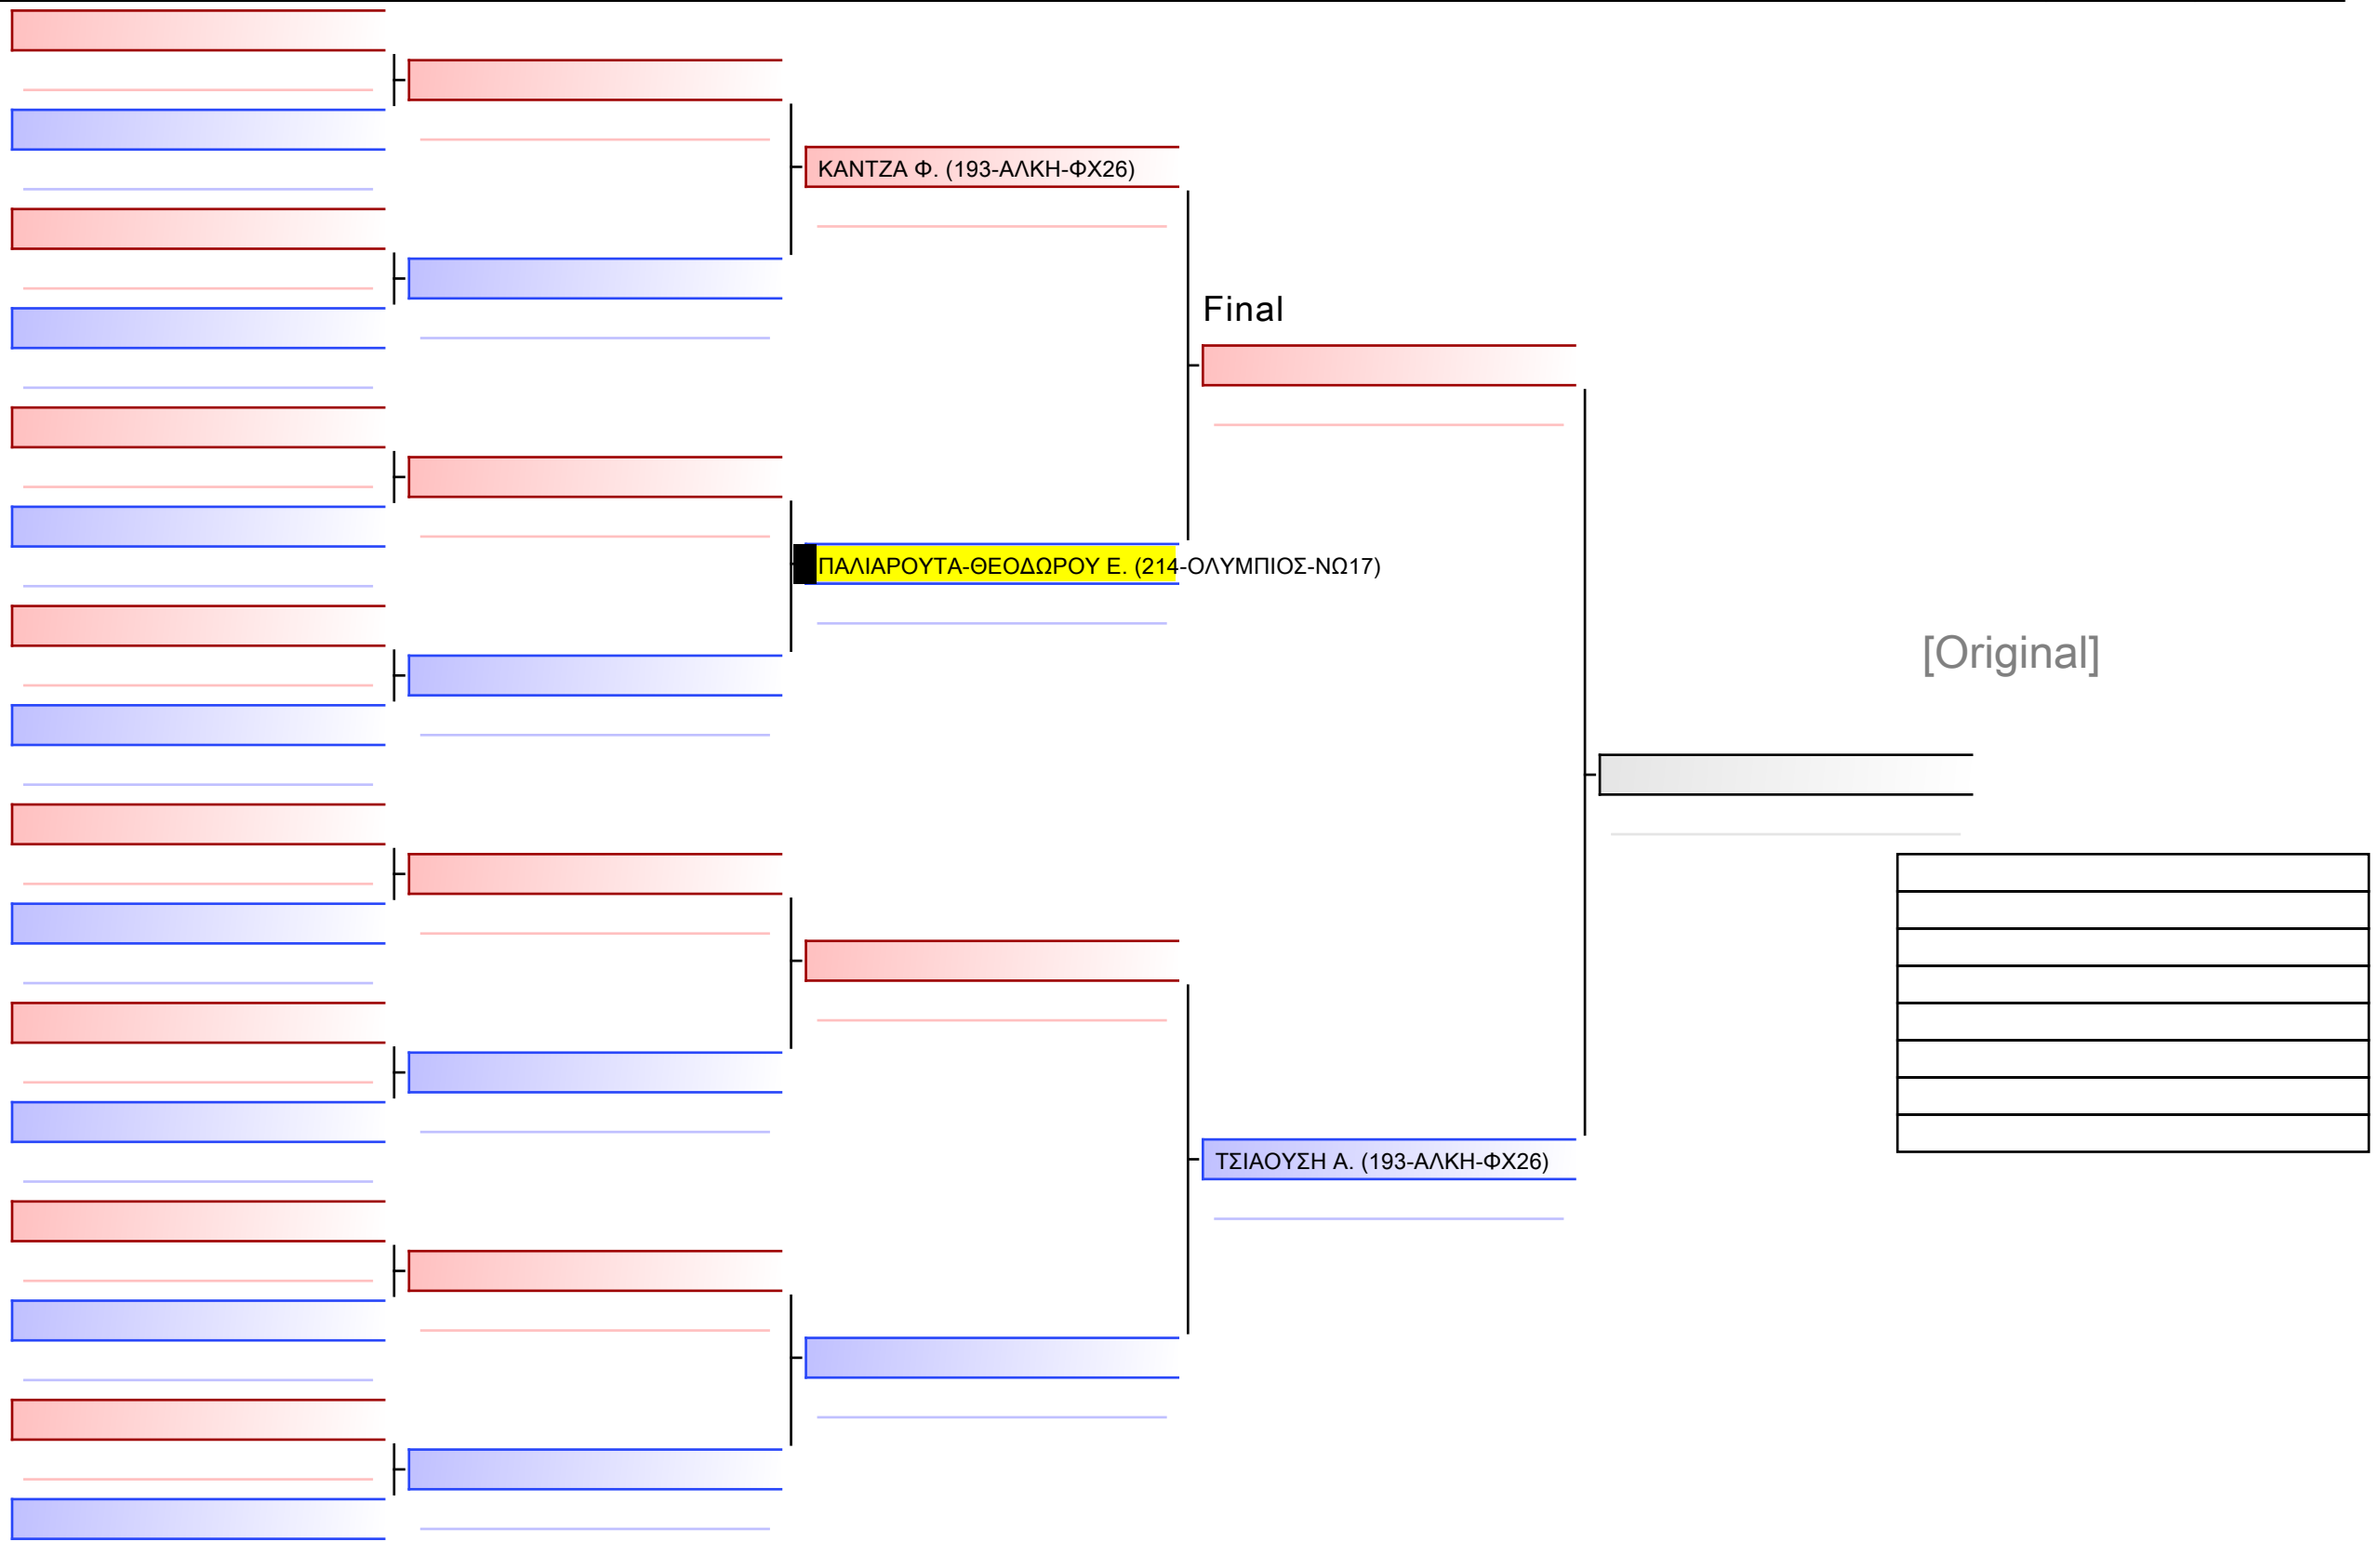 ΚΑΝΤΖΑ Φ. (193-ΑΛΚΗ-ΦΧ26)
Final
ΠΑΛΙΑΡΟΥΤΑ-ΘΕΟΔΩΡΟΥ Ε. (214-ΟΛΥΜΠΙΟΣ-ΝΩ17)
[Original]
ΤΣΙΑΟΥΣΗ Α. (193-ΑΛΚΗ-ΦΧ26)